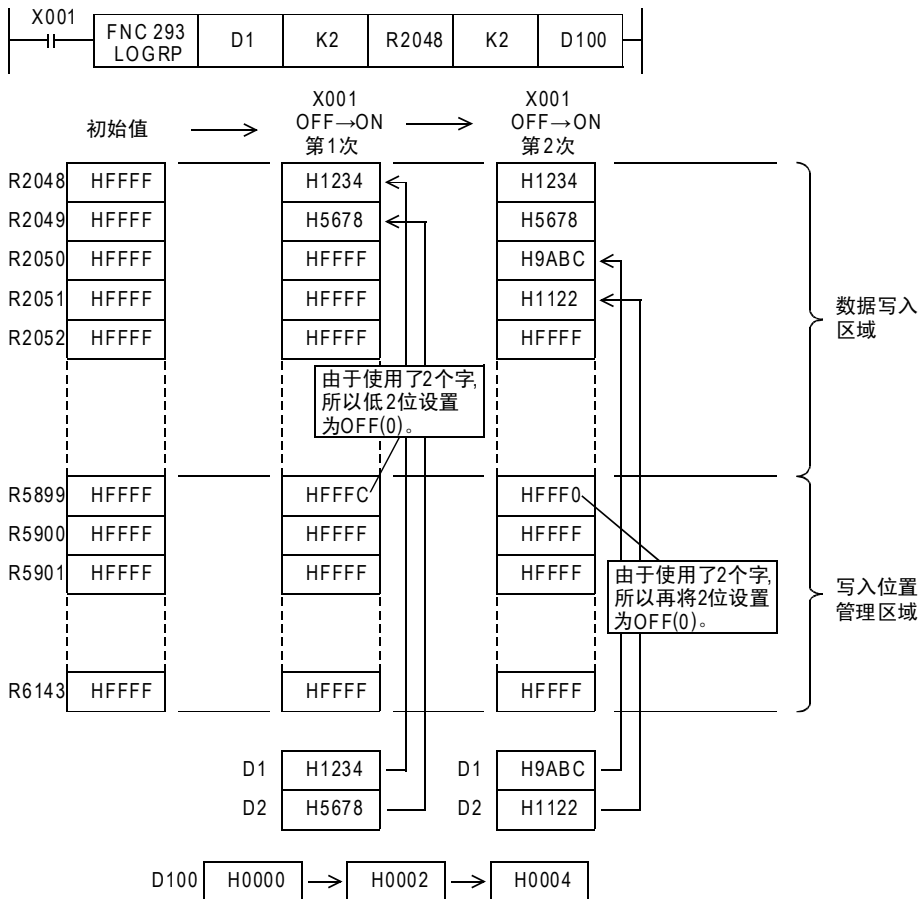 X001
FNC 293 D1 K2 R2048 K2 D100
LOGRP
初始值
X001
OFF→ON
第1次
X001
OFF→ON
第2次
R2048 HFFFF H1234 H1234
R2049 HFFFF H5678 H5678
R2050 HFFFF HFFFF H9ABC
R2051 HFFFF HFFFF H1122
R2052 HFFFF HFFFF HFFFF
数据写入
区域
由于使用了2个字,
所以低2位设置
为OFF(0)。
R5899 HFFFF HFFFC HFFF0
R5900 HFFFF HFFFF HFFFF
R5901 HFFFF HFFFF HFFFF
由于使用了2个字,
所以再将2位设置
为OFF(0)。
写入位置
管理区域
R6143 HFFFF HFFFF HFFFF
D1 H1234 D1 H9ABC
D2 H5678 D2 H1122
D100 H0000 → H0002 → H0004